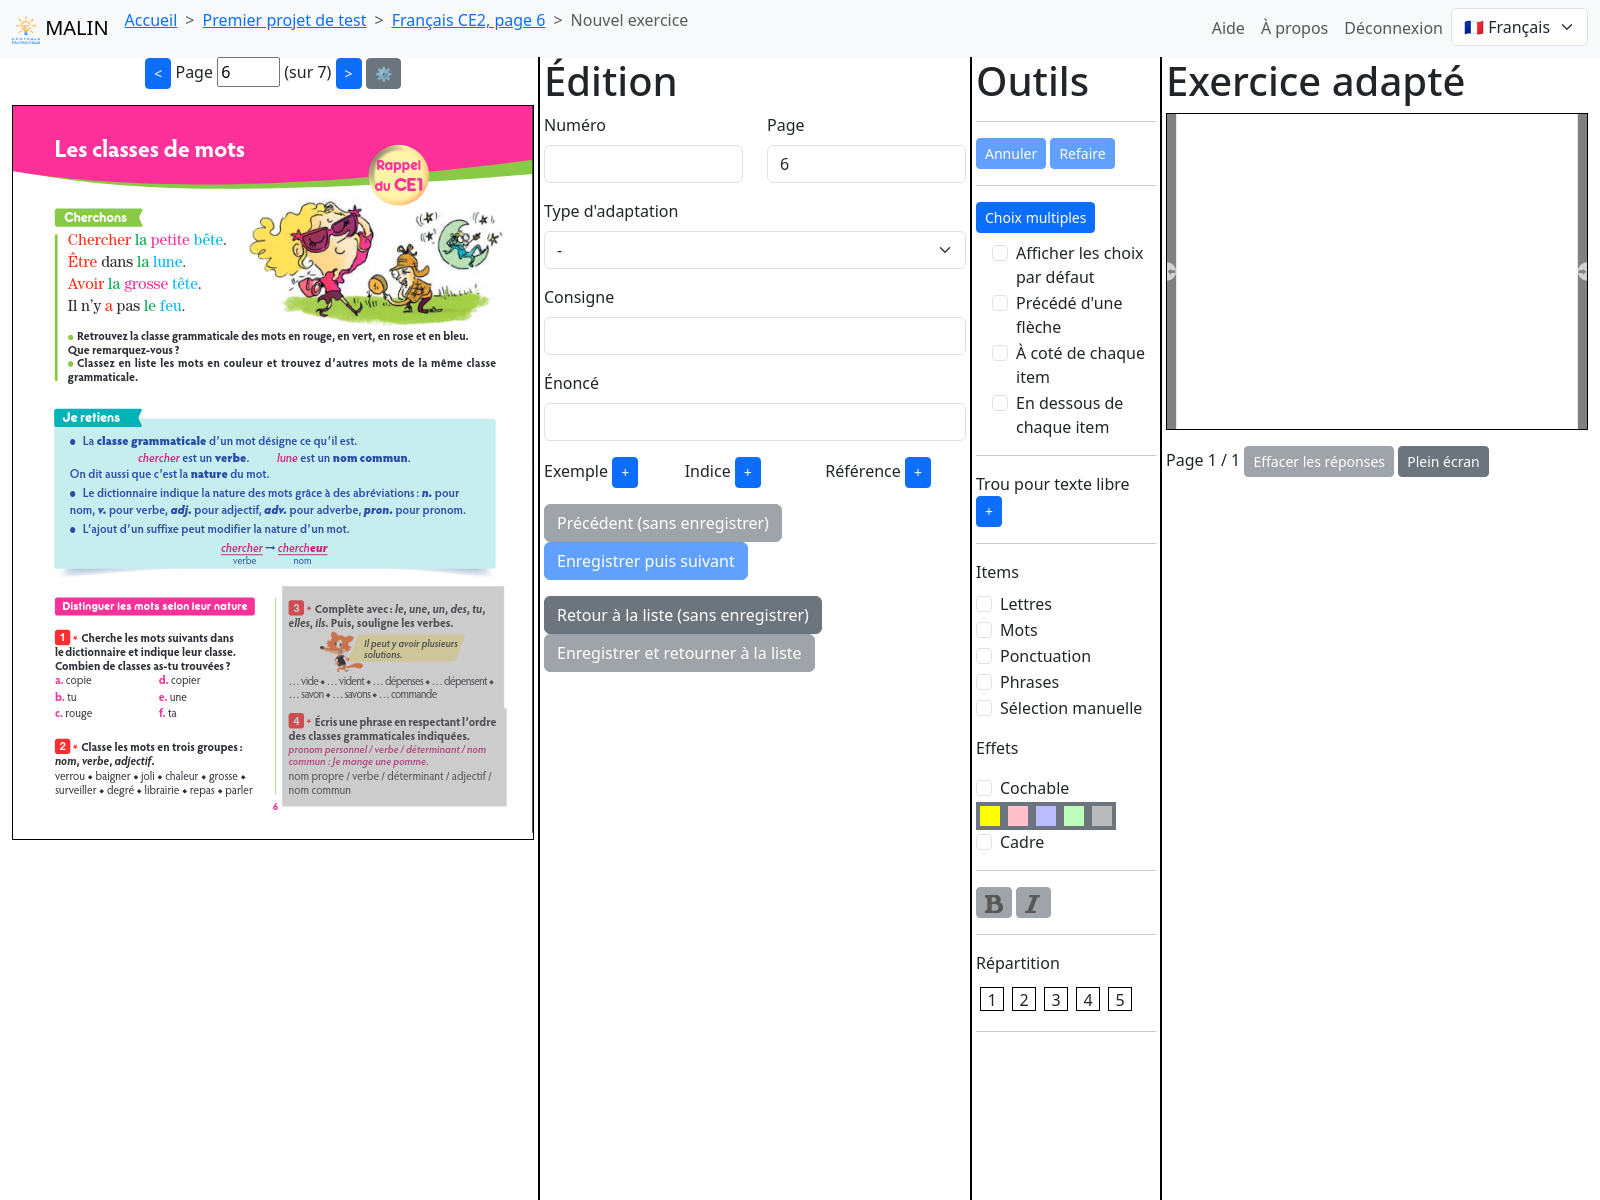 MALIN Accueil > Premier projet de test > Français CE2, page 6 > Nouvel exercice Aide À propos Déconnexion Français
< Page 6 (sur 7) >
Les classes de mots
Rappel
du CE1
Cherchons
Chercher la petite bête.
Être dans la lune.
Avoir la grosse tête.
Il n'y a pas le feu.
• Retrouvez la classe grammaticale des mots en rouge, en vert, en rose et en bleu.
Que remarquez-vous ?
• Classez en liste les mots en couleur et trouvez d'autres mots de la même classe
grammaticale.
Je retiens
• La classe grammaticale d'un mot désigne ce qu'il est.
chercher est un verbe. lune est un nom commun.
On dit aussi que c'est la nature du mot.
• Le dictionnaire indique la nature des mots grâce à des abréviations : n. pour
nom, v. pour verbe, adj. pour adjectif, adv. pour adverbe, pron. pour pronom.
• L'ajout d'un suffixe peut modifier la nature d'un mot.
chercher → chercheur
verbe nom
Distinguer les mots selon leur nature
1 * Cherche les mots suivants dans
le dictionnaire et indique leur classe.
Combien de classes as-tu trouvées ?
a. copie d. copier
b. tu e. une
c. rouge f. ta
2 * Classe les mots en trois groupes :
nom, verbe, adjectif.
verrou ◆ baigner ◆ joli ◆ chaleur ◆ grosse ◆
surveiller ◆ degré ◆ librairie ◆ repas ◆ parler
3 * Complète avec : le, une, un, des, tu,
elles, ils. Puis, souligne les verbes.
Il peut y avoir plusieurs
solutions.
… vide ◆ … vident ◆ … dépenses ◆ … dépensent ◆
… savon ◆ … savons ◆ … commande
4 * Écris une phrase en respectant l'ordre
des classes grammaticales indiquées.
pronom personnel / verbe / déterminant / nom
commun : Je mange une pomme.
nom propre / verbe / déterminant / adjectif /
nom commun
6
Édition
Numéro Page
6
Type d'adaptation
-
Consigne
Énoncé
Exemple + Indice + Référence +
Précédent (sans enregistrer)
Enregistrer puis suivant
Retour à la liste (sans enregistrer)
Enregistrer et retourner à la liste
Outils
Annuler Refaire
Choix multiples
Afficher les choix
par défaut
Précédé d'une
flèche
À coté de chaque
item
En dessous de
chaque item
Trou pour texte libre
+
Items
Lettres
Mots
Ponctuation
Phrases
Sélection manuelle
Effets
Cochable
Cadre
B I
Répartition
1 2 3 4 5
Exercice adapté
Page 1 / 1 Effacer les réponses Plein écran